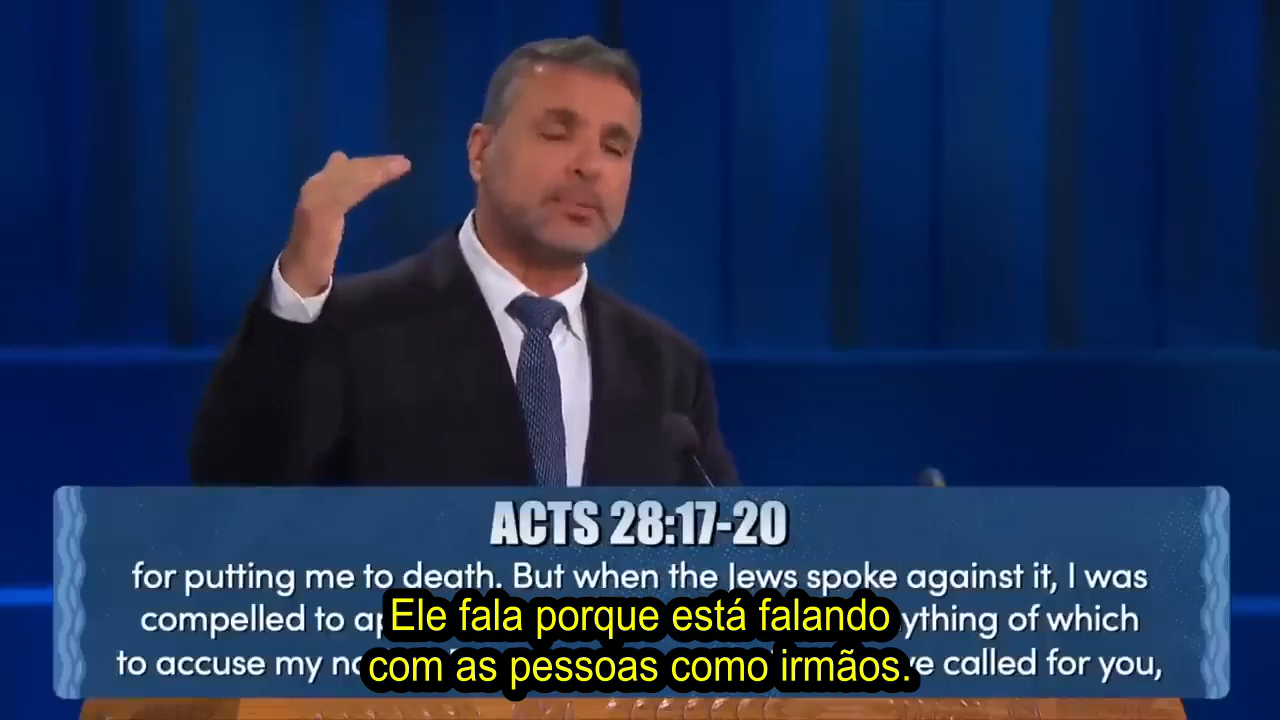 ACTS 28:17-20
for putting me to death. But when the Jews spoke against it, I was
compelled to ap ything of which
to accuse my na ve called for you,
Ele fala porque está falando
com as pessoas como irmãos.